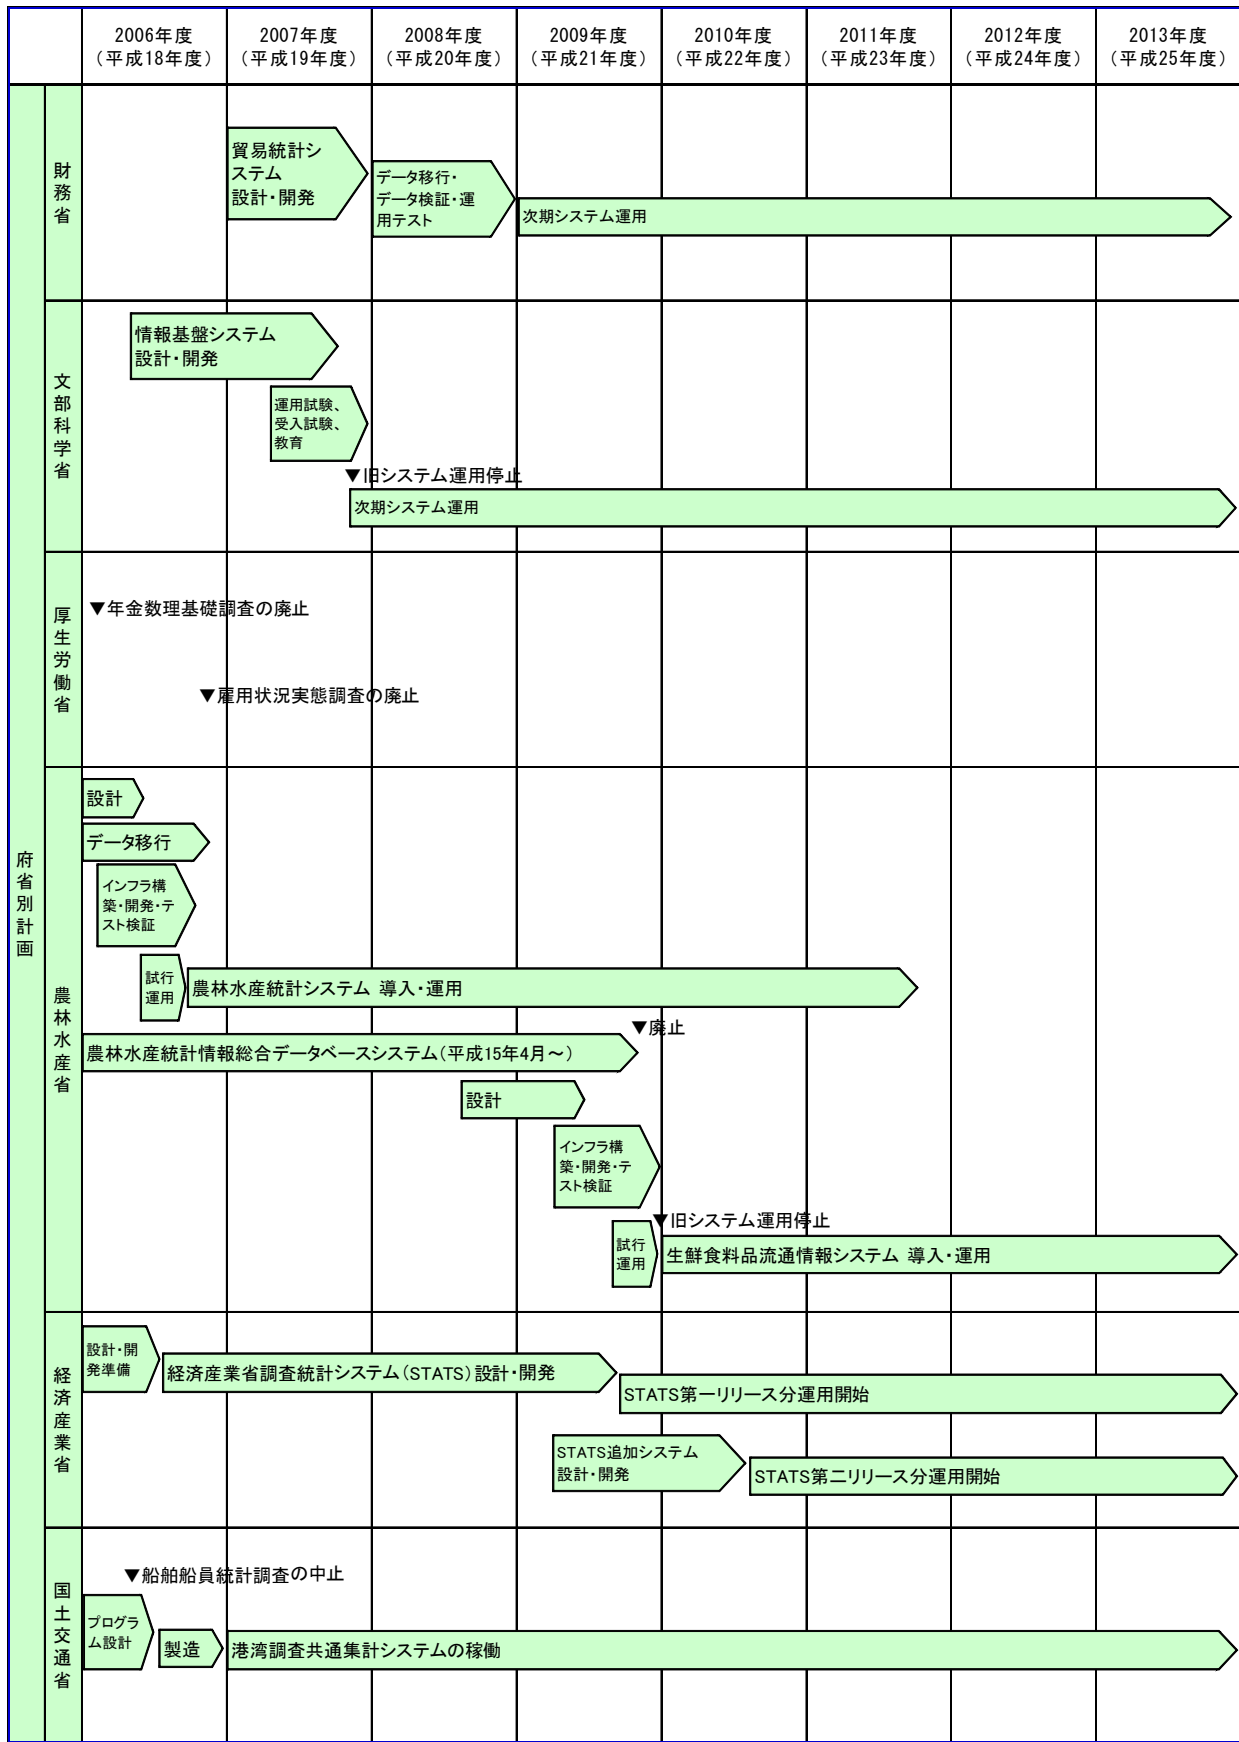 2006年度
（平成18年度）
2007年度
（平成19年度）
2008年度
（平成20年度）
2009年度
（平成21年度）
2010年度
（平成22年度）
2011年度
（平成23年度）
2012年度
（平成24年度）
2013年度
（平成25年度）
府省別計画
財務省
貿易統計シ
ステム
設計・開発
データ移行・
データ検証・運
用テスト
次期システム運用
文部科学省
情報基盤システム
設計・開発
運用試験、
受入試験、
教育
▼旧システム運用停止
次期システム運用
厚生労働省
▼年金数理基礎調査の廃止
▼雇用状況実態調査の廃止
農林水産省
設計
データ移行
インフラ構
築・開発・テ
スト検証
試行
運用
農林水産統計システム 導入・運用
▼廃止
農林水産統計情報総合データベースシステム（平成15年4月～）
設計
インフラ構
築・開発・テ
スト検証
▼旧システム運用停止
試行
運用
生鮮食料品流通情報システム 導入・運用
経済産業省
設計・開
発準備
経済産業省調査統計システム（STATS）設計・開発
STATS第一リリース分運用開始
STATS追加システム
設計・開発
STATS第二リリース分運用開始
国土交通省
▼船舶船員統計調査の中止
プログラ
ム設計
製造
港湾調査共通集計システムの稼働